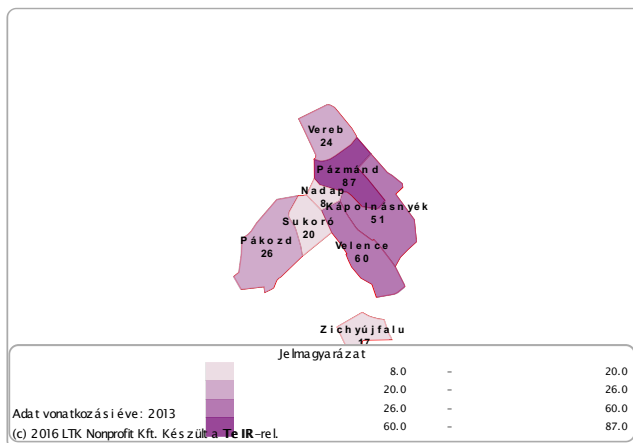 Vereb
24
Pázmánd
87
Nadap
8
Kápolnásnyék
51
Sukoró
20
Pákozd
26
Velence
60
Zichyújfalu
17
Jelmagyarázat
8.0 – 20.0
20.0 – 26.0
26.0 – 60.0
60.0 – 87.0
Adat vonatkozási éve: 2013
(c) 2016 LTK Nonprofit Kft. Készült a TeIR-rel.